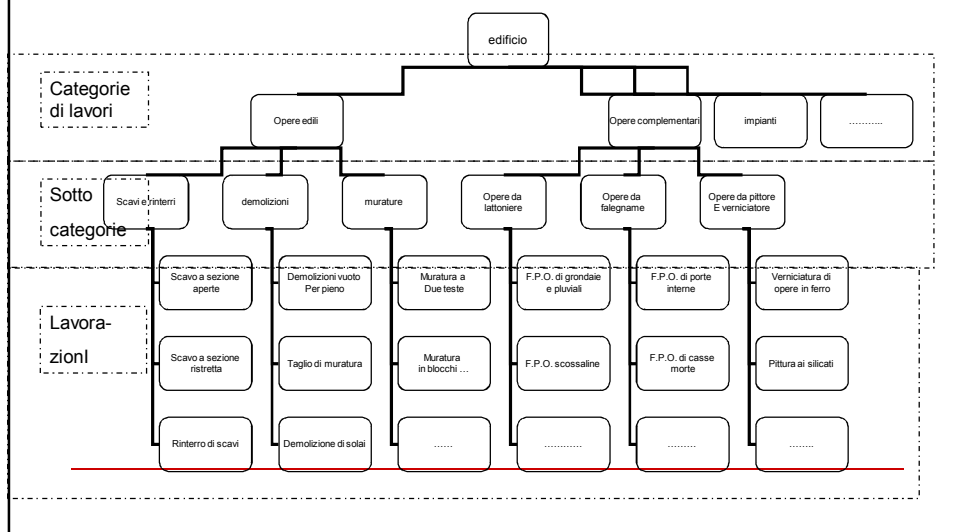 edificio
Categorie
di lavori
Opere edili
Opere complementari
impianti
………..
Sotto
categorie
Scavi e rinterri
demolizioni
murature
Opere da
lattoniere
Opere da
falegname
Opere da pittore
E verniciatore
Lavora-
zionI
Scavo a sezione
aperte
Demolizioni vuoto
Per pieno
Muratura a
Due teste
F.P.O. di grondaie
e pluviali
F.P.O. di porte
interne
Verniciatura di
opere in ferro
Scavo a sezione
ristretta
Taglio di muratura
Muratura
in blocchi …
F.P.O. scossaline
F.P.O. di casse
morte
Pittura ai silicati
Rinterro di scavi
Demolizione di solai
……
…………
………
……..